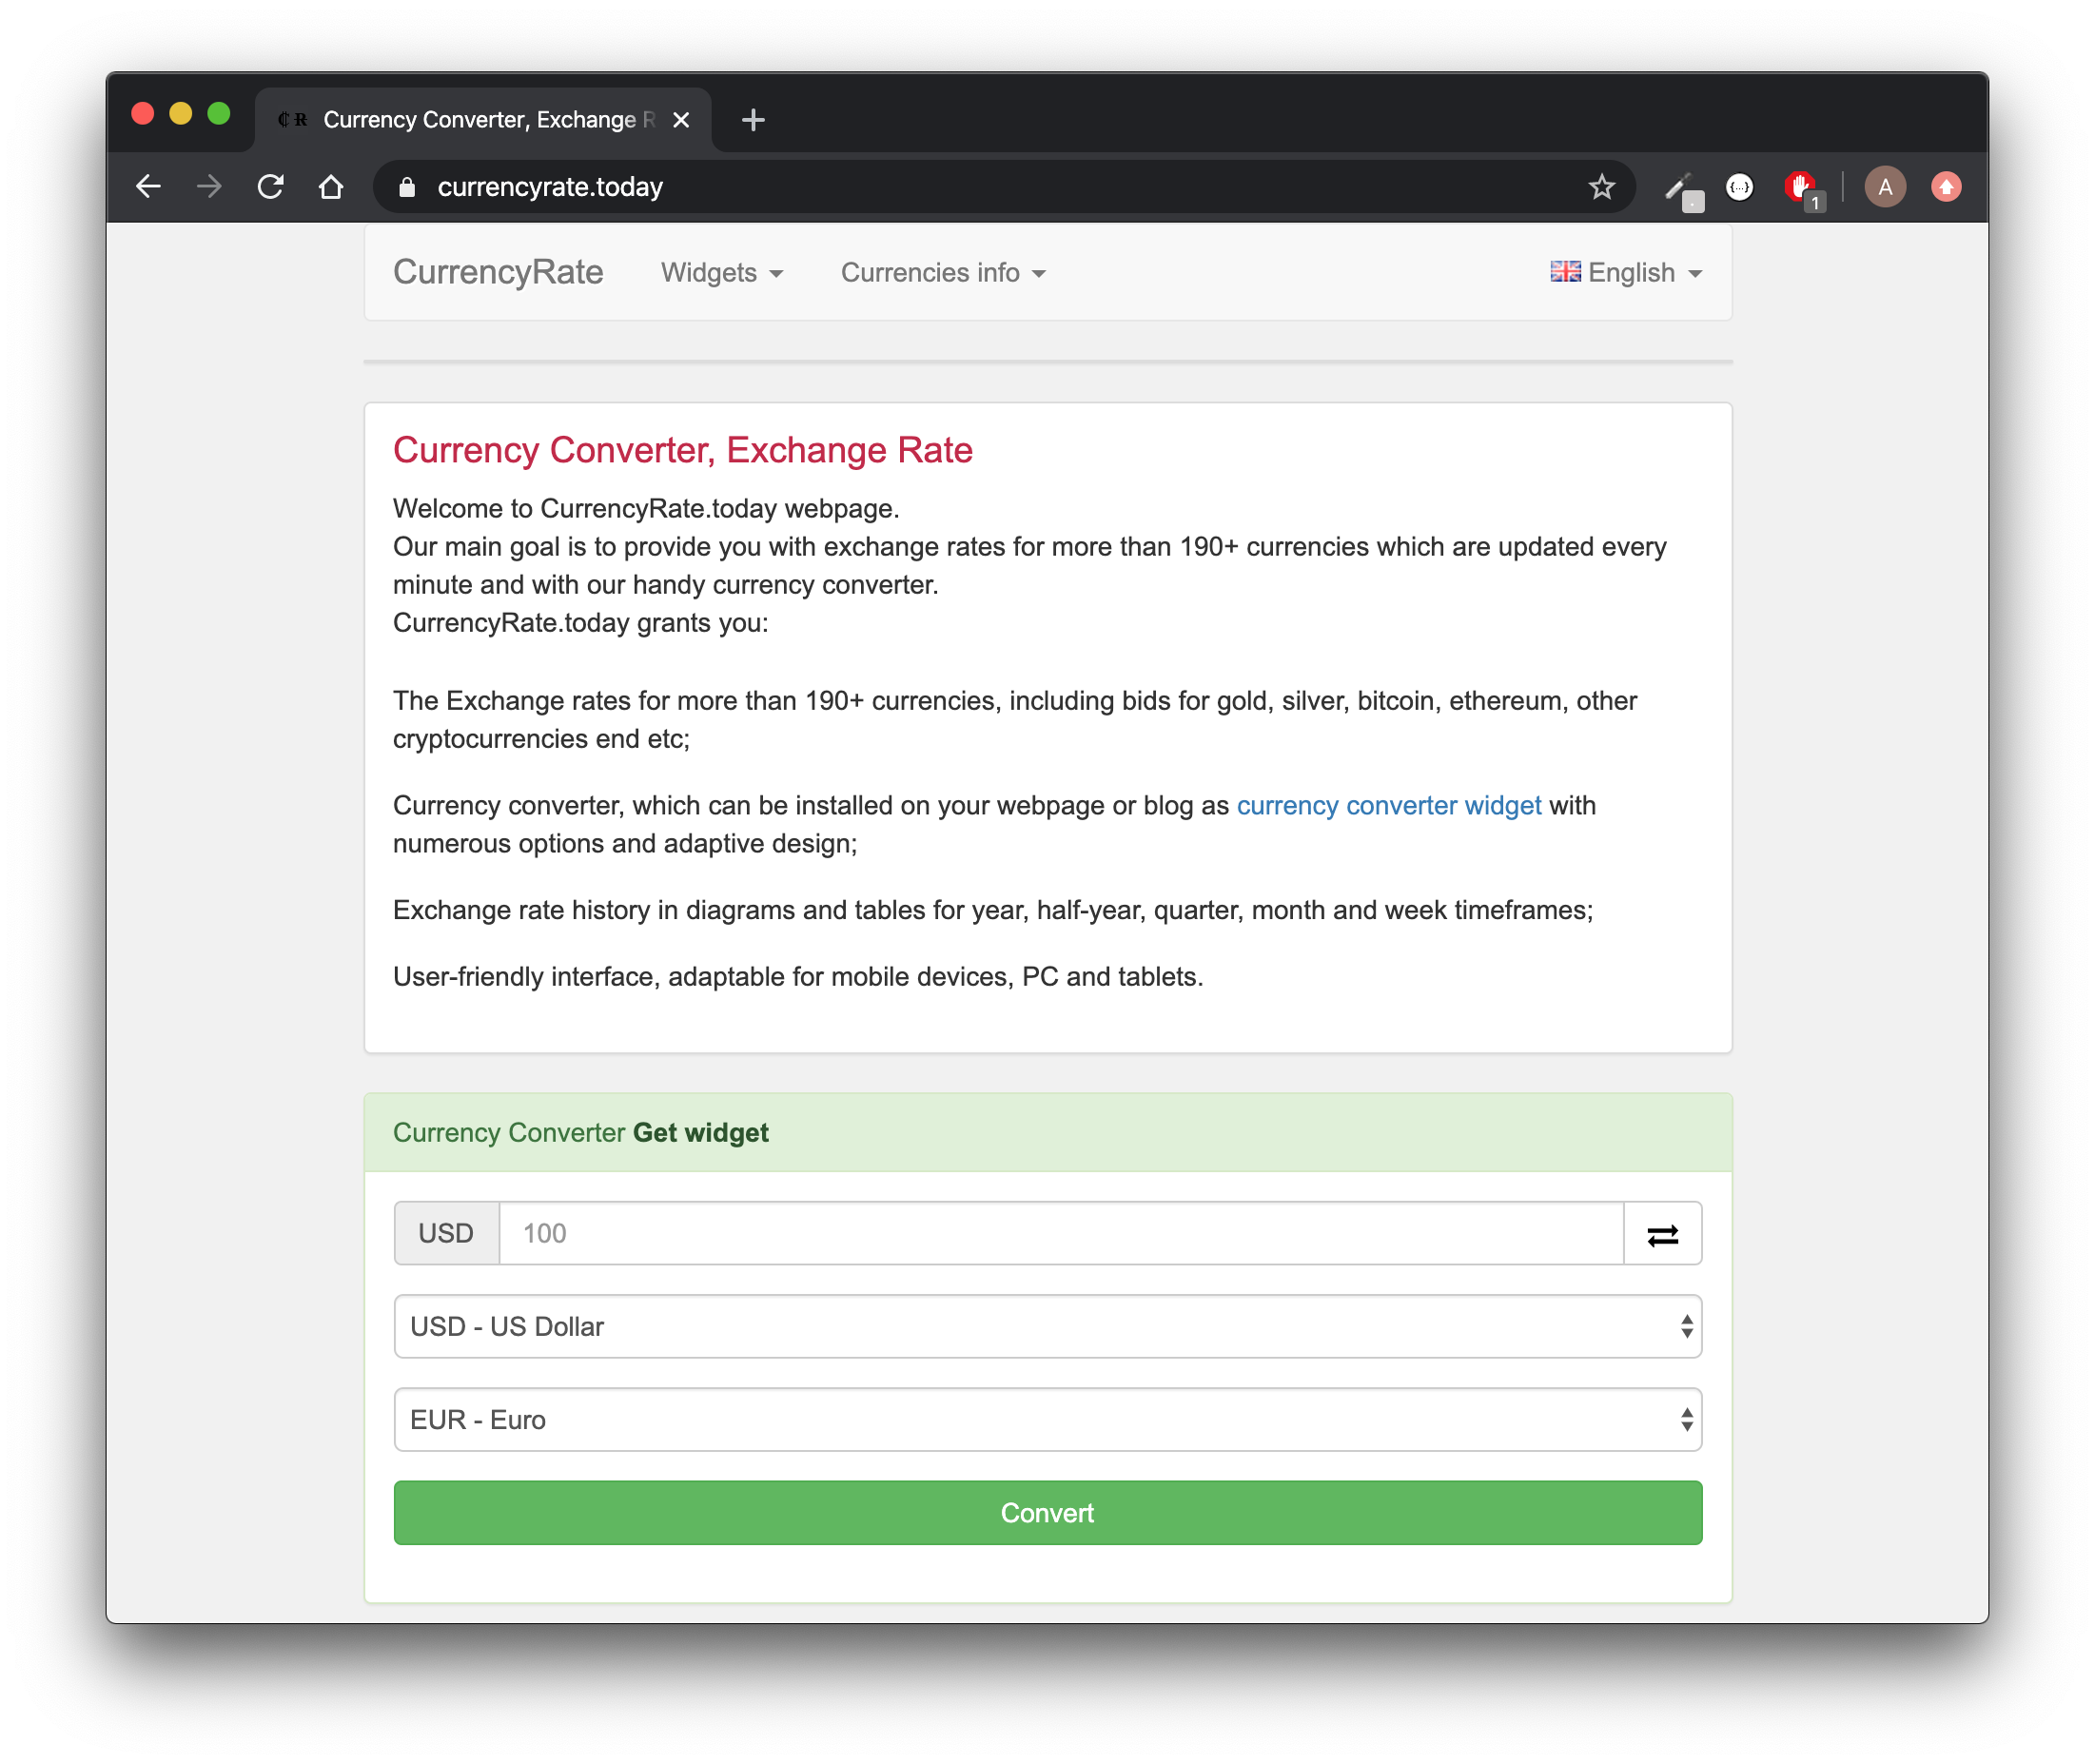 Currency Converter, Exchange R
currencyrate.today
1
A
CurrencyRate Widgets Currencies info English
Currency Converter, Exchange Rate
Welcome to CurrencyRate.today webpage.
Our main goal is to provide you with exchange rates for more than 190+ currencies which are updated every
minute and with our handy currency converter.
CurrencyRate.today grants you:
The Exchange rates for more than 190+ currencies, including bids for gold, silver, bitcoin, ethereum, other
cryptocurrencies end etc;
Currency converter, which can be installed on your webpage or blog as currency converter widget with
numerous options and adaptive design;
Exchange rate history in diagrams and tables for year, half-year, quarter, month and week timeframes;
User-friendly interface, adaptable for mobile devices, PC and tablets.
Currency Converter Get widget
USD 100
USD - US Dollar
EUR - Euro
Convert